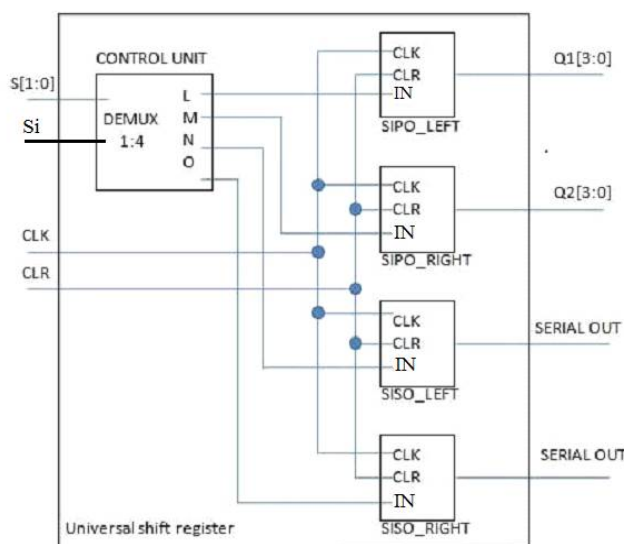 CONTROL UNIT
S[1:0]
Si
DEMUX
1:4
L
M
N
O
CLK
CLR
CLK
CLR
IN
SIPO_LEFT
Q1[3:0]
CLK
CLR
IN
SIPO_RIGHT
Q2[3:0]
CLK
CLR
IN
SISO_LEFT
SERIAL OUT
CLK
CLR
IN
SISO_RIGHT
SERIAL OUT
Universal shift register